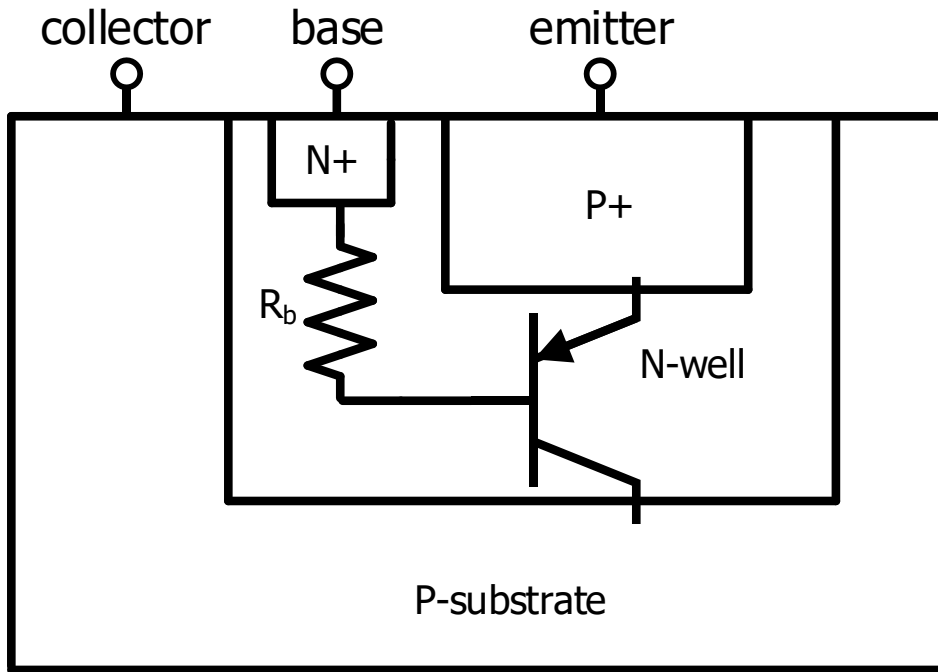 collector base emitter
N+
P+
Rb
N-well
P-substrate